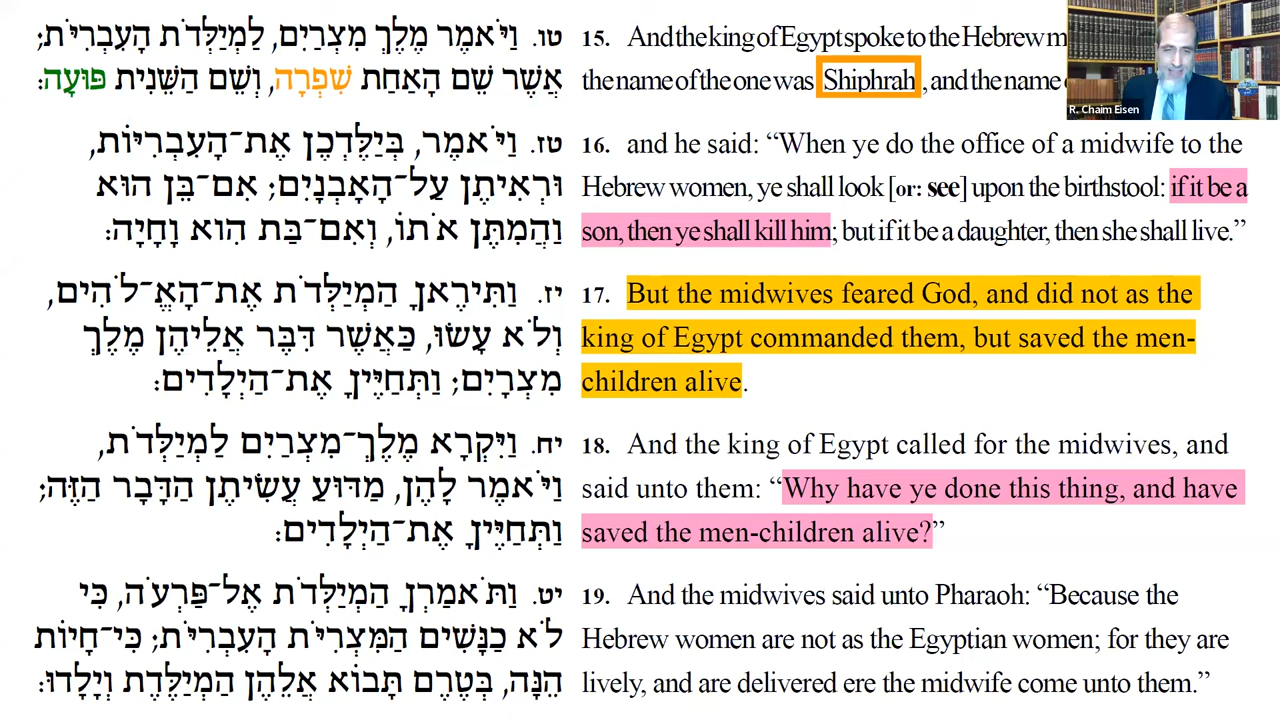 טו. וַיֹּאמֶר מֶלֶךְ מִצְרַיִם, לַמְיַלְּדֹת הָעִבְרִיֹּת;
אֲשֶׁר שֵׁם הָאַחַת שִׁפְרָה, וְשֵׁם הַשֵּׁנִית פּוּעָה:
15. And the king of Egypt spoke to the Hebrew m
the name of the one was Shiphrah, and the name
R. Chaim Eisen
טז. וַיֹּאמֶר, בְּיַלֶּדְכֶן אֶת־הָעִבְרִיּוֹת,
וּרְאִיתֶן עַל־הָאׇבְנָיִם; אִם־בֵּן הוּא
וַהֲמִתֶּן אֹתוֹ, וְאִם־בַּת הִוא וָחָיָה:
16. and he said: “When ye do the office of a midwife to the
Hebrew women, ye shall look [or: see] upon the birthstool: if it be a
son, then ye shall kill him; but if it be a daughter, then she shall live.”
יז. וַתִּירֶאןָ הַמְיַלְּדֹת אֶת־הָאֱ־לֹהִים,
וְלֹא עָשׂוּ, כַּאֲשֶׁר דִּבֶּר אֲלֵיהֶן מֶלֶךְ
מִצְרָיִם; וַתְּחַיֶּיןָ אֶת־הַיְלָדִים:
17. But the midwives feared God, and did not as the
king of Egypt commanded them, but saved the men-
children alive.
יח. וַיִּקְרָא מֶלֶךְ־מִצְרַיִם לַמְיַלְּדֹת,
וַיֹּאמֶר לָהֶן, מַדּוּעַ עֲשִׂיתֶן הַדָּבָר הַזֶּה;
וַתְּחַיֶּיןָ אֶת־הַיְלָדִים:
18. And the king of Egypt called for the midwives, and
said unto them: “Why have ye done this thing, and have
saved the men-children alive?”
יט. וַתֹּאמַרְןָ הַמְיַלְּדֹת אֶל־פַּרְעֹה, כִּי
לֹא כַנָּשִׁים הַמִּצְרִיֹּת הָעִבְרִיֹּת; כִּי־חָיוֹת
הֵנָּה, בְּטֶרֶם תָּבוֹא אֲלֵהֶן הַמְיַלֶּדֶת וְיָלָדוּ:
19. And the midwives said unto Pharaoh: “Because the
Hebrew women are not as the Egyptian women; for they are
lively, and are delivered ere the midwife come unto them.”